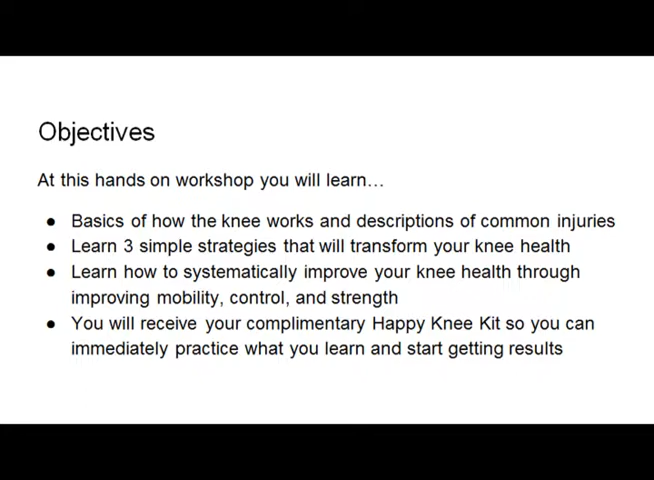 Objectives
At this hands on workshop you will learn…
● Basics of how the knee works and descriptions of common injuries
● Learn 3 simple strategies that will transform your knee health
● Learn how to systematically improve your knee health through
improving mobility, control, and strength
● You will receive your complimentary Happy Knee Kit so you can
immediately practice what you learn and start getting results